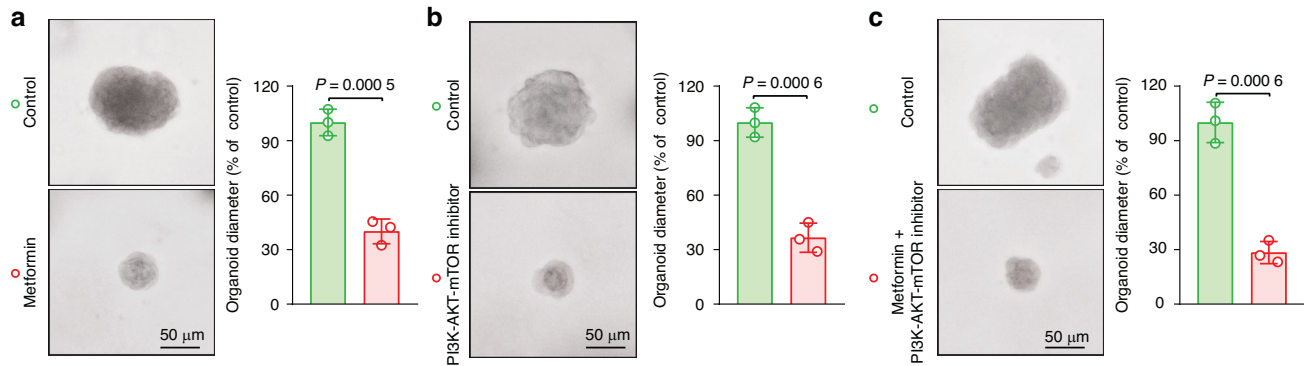 a
Control
Metformin
50 μm
Organoid diameter (% of control)
120
90
60
30
0
P = 0.000 5
b
Control
PI3K-AKT-mTOR inhibitor
50 μm
Organoid diameter (% of control)
120
90
60
30
0
P = 0.000 6
c
Control
Metformin +
PI3K-AKT-mTOR inhibitor
50 μm
Organoid diameter (% of control)
120
90
60
30
0
P = 0.000 6